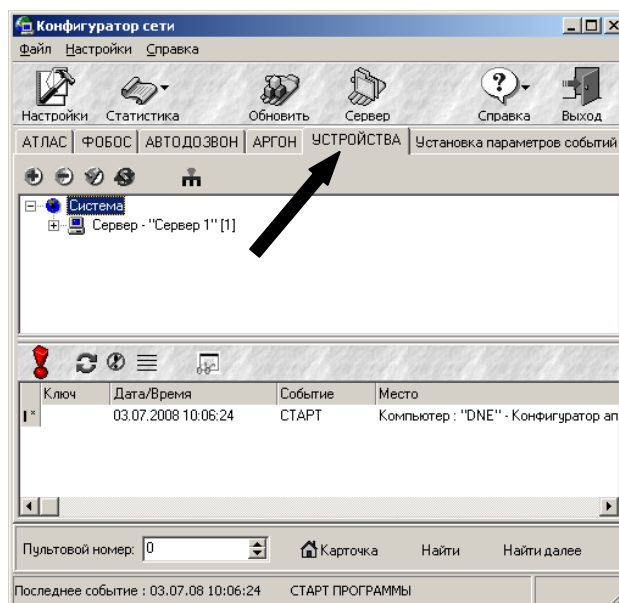 Конфигуратор сети
Файл Настройки Справка
Настройки Статистика Обновить Сервер Справка Выход
АТЛАС ФОБОС АВТОДОЗВОН АРГОН УСТРОЙСТВА Установка параметров событий
Система
Сервер - "Сервер 1" [1]
Ключ Дата/Время Событие Место
03.07.2008 10:06:24 СТАРТ Компьютер : "DNE" - Конфигуратор ап
Пультовой номер: 0 Карточка Найти Найти далее
Последнее событие : 03.07.08 10:06:24 СТАРТ ПРОГРАММЫ